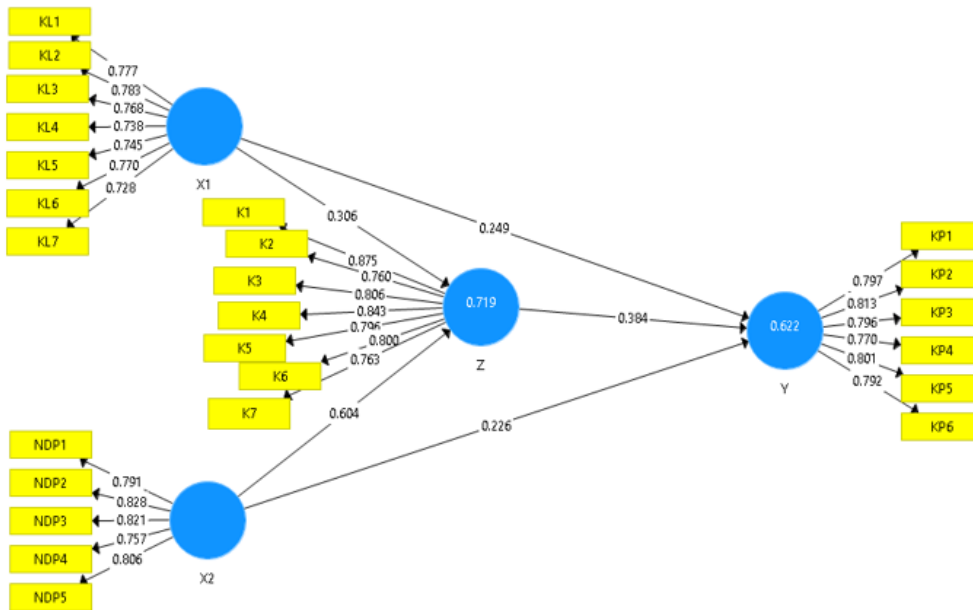 KL1
KL2
KL3
KL4
KL5
KL6
KL7
0.777
0.783
0.768
0.738
0.745
0.770
0.728
X1
K1
K2
K3
K4
K5
K6
K7
0.875
0.760
0.806
0.843
0.796
0.800
0.763
0.306
0.249
0.719
Z
0.384
0.604
0.226
0.622
Y
0.797
0.813
0.796
0.770
0.801
0.792
KP1
KP2
KP3
KP4
KP5
KP6
NDP1
NDP2
NDP3
NDP4
NDP5
0.791
0.828
0.821
0.757
0.806
X2